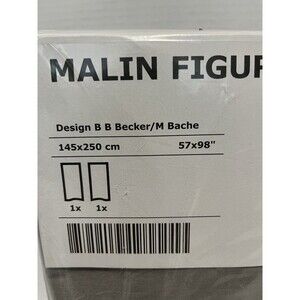 MALIN FIGUR
Design B B Becker/M Bache
145x250 cm 57x98"
1x 1x